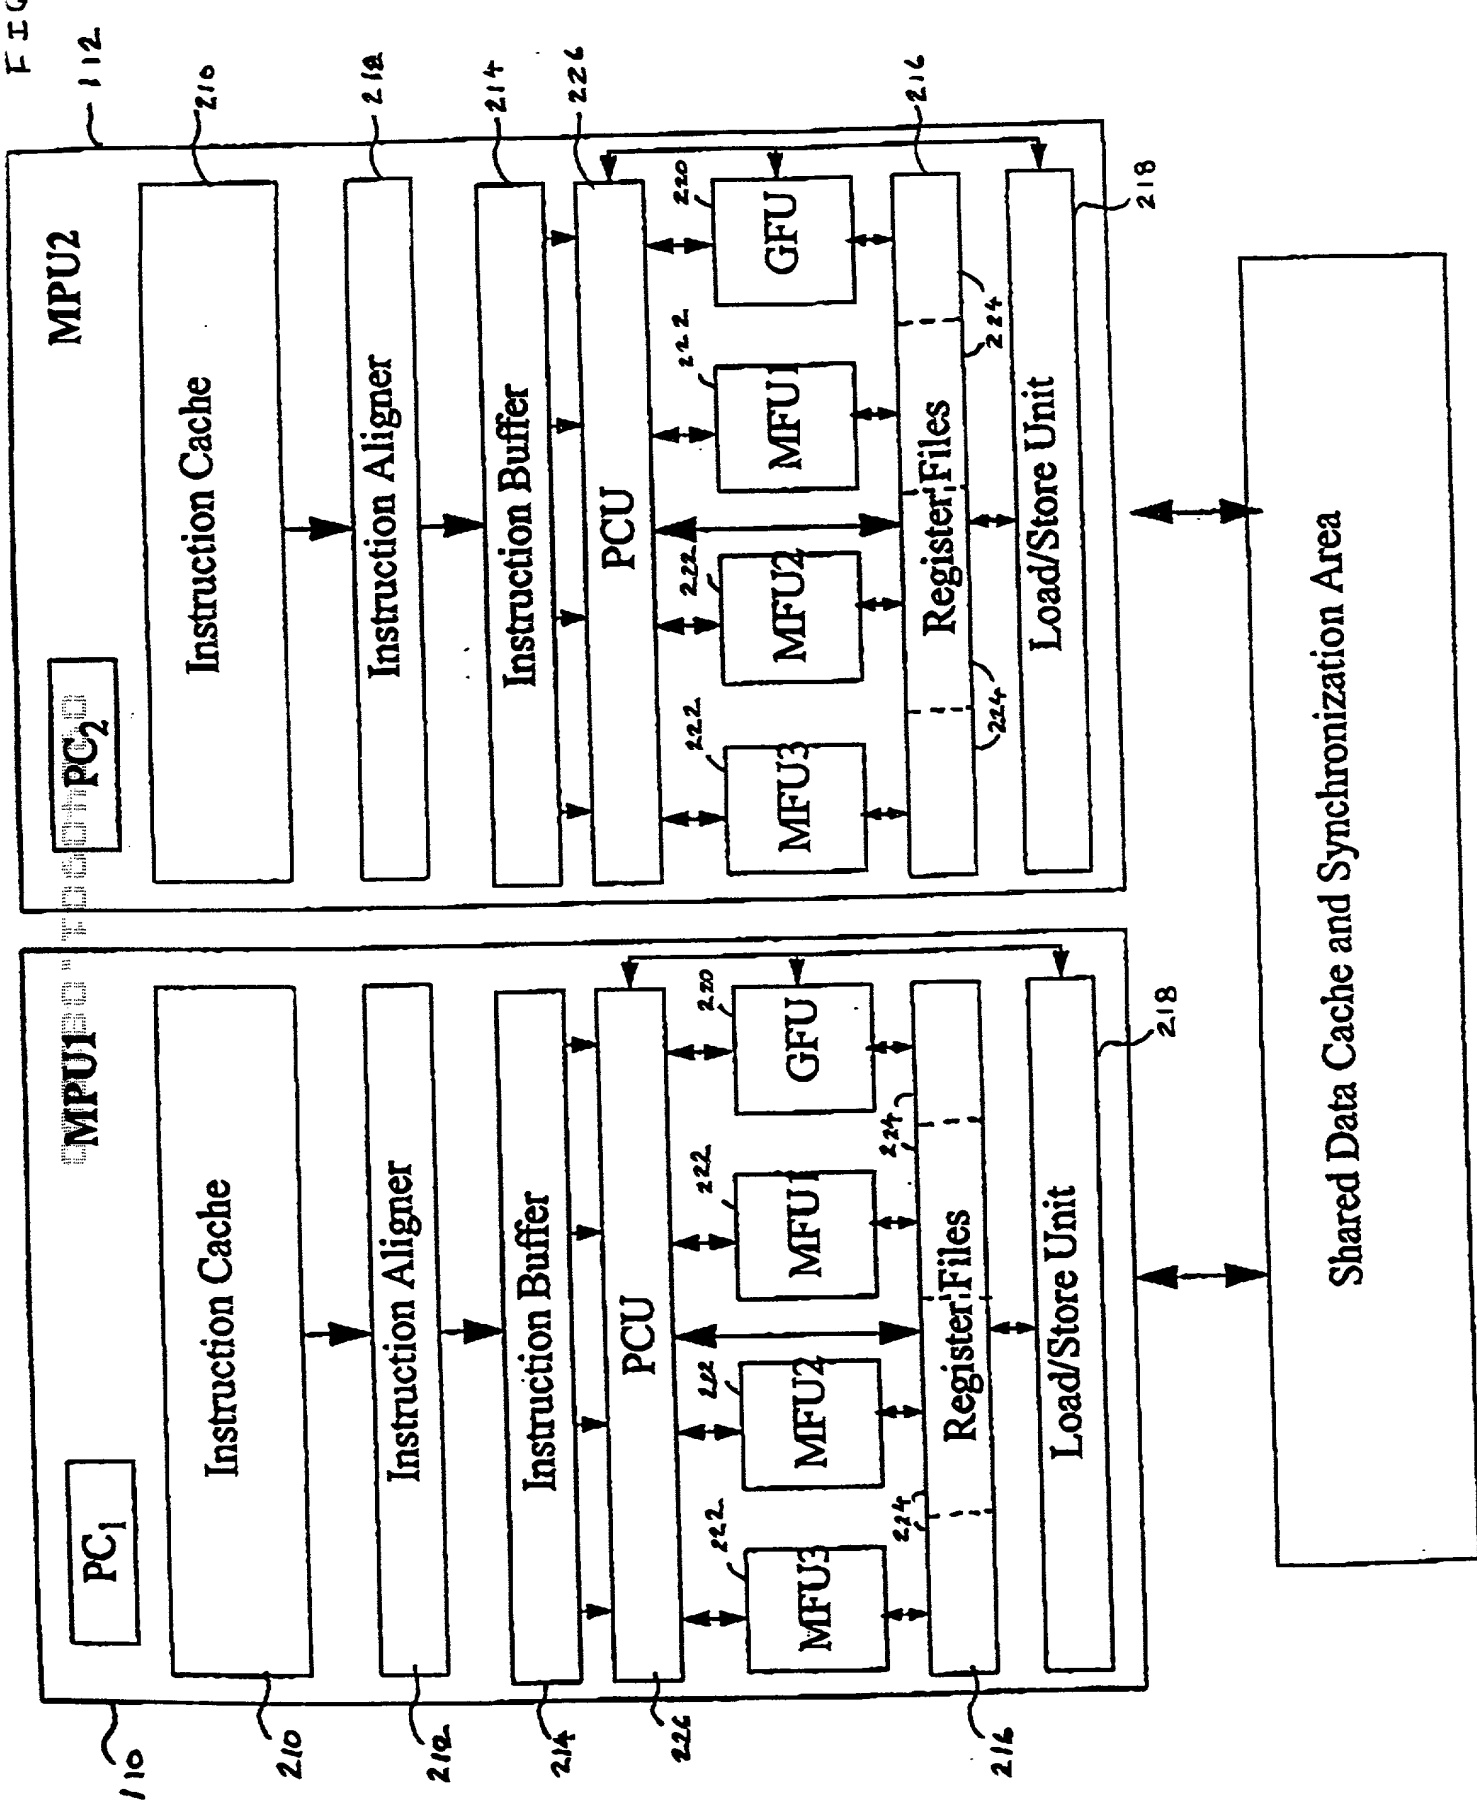 FIG
110
PC1
MPU1
210
Instruction Cache
212
Instruction Aligner
214
Instruction Buffer
226
PCU
222
222
222
220
MFU3
MFU2
MFU1
GFU
224
224
216
Register Files
Load/Store Unit
218
112
PC2
MPU2
210
Instruction Cache
212
Instruction Aligner
214
Instruction Buffer
226
PCU
222
222
222
220
MFU3
MFU2
MFU1
GFU
216
Register Files
224
224
Load/Store Unit
218
Shared Data Cache and Synchronization Area